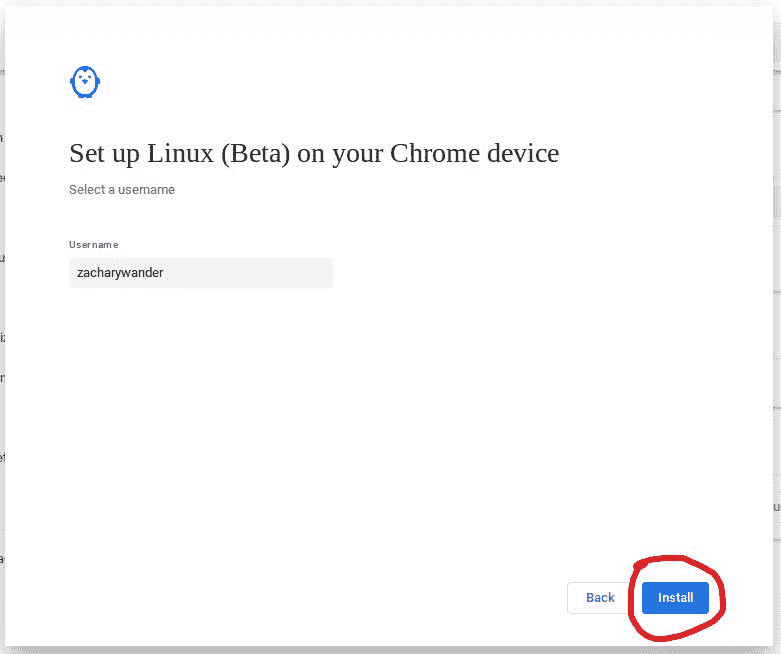 Set up Linux (Beta) on your Chrome device
Select a username
Username
zacharywander
Back
Install